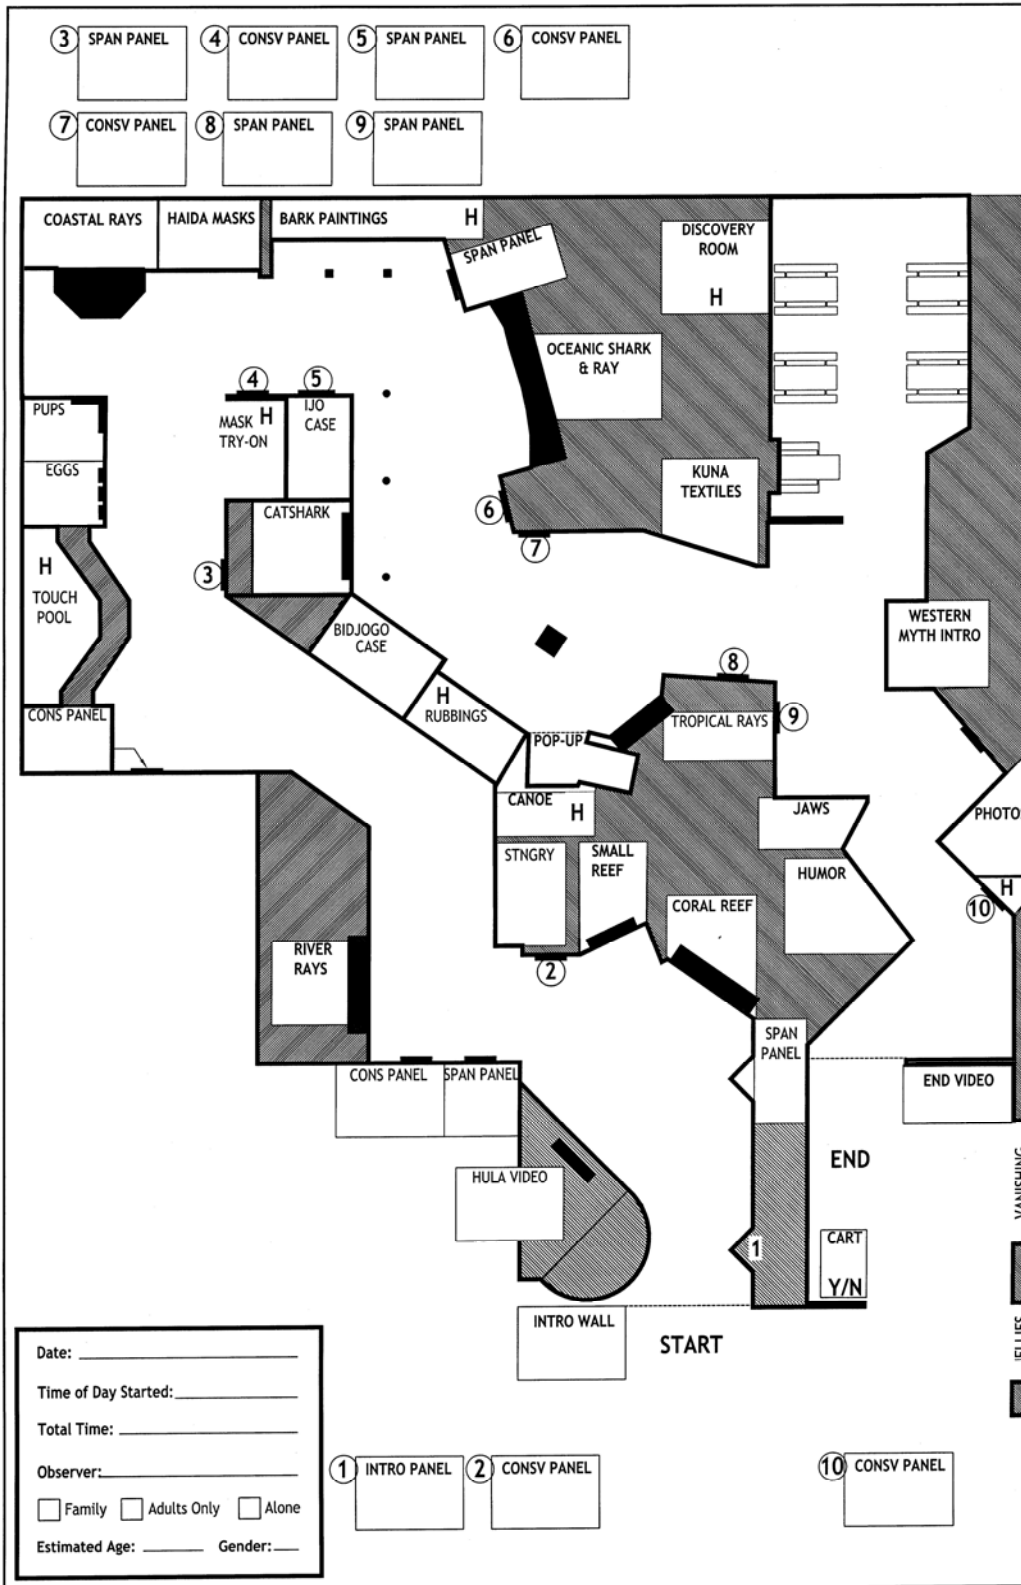 3 SPAN PANEL
4 CONSV PANEL
5 SPAN PANEL
6 CONSV PANEL
7 CONSV PANEL
8 SPAN PANEL
9 SPAN PANEL
COASTAL RAYS
HAIDA MASKS
BARK PAINTINGS
H
SPAN PANEL
DISCOVERY
ROOM
H
OCEANIC SHARK
& RAY
4
5
PUPS
MASK H
TRY-ON
IJO
CASE
EGGS
KUNA
TEXTILES
CATSHARK
6
7
H
TOUCH
POOL
3
BIDJOGO
CASE
WESTERN
MYTH INTRO
8
H
RUBBINGS
CONS PANEL
TROPICAL RAYS
9
POP-UP
CANOE
H
JAWS
PHOTO
STNGRY
SMALL
REEF
HUMOR
H
CORAL REEF
10
RIVER
RAYS
2
SPAN
PANEL
CONS PANEL
SPAN PANEL
END VIDEO
END
VANISHING
HULA VIDEO
1
CART
Y/N
INTRO WALL
START
JELLIES
Date:
Time of Day Started:
Total Time:
Observer:
Family
Adults Only
Alone
Estimated Age:
Gender:
1 INTRO PANEL
2 CONSV PANEL
10 CONSV PANEL